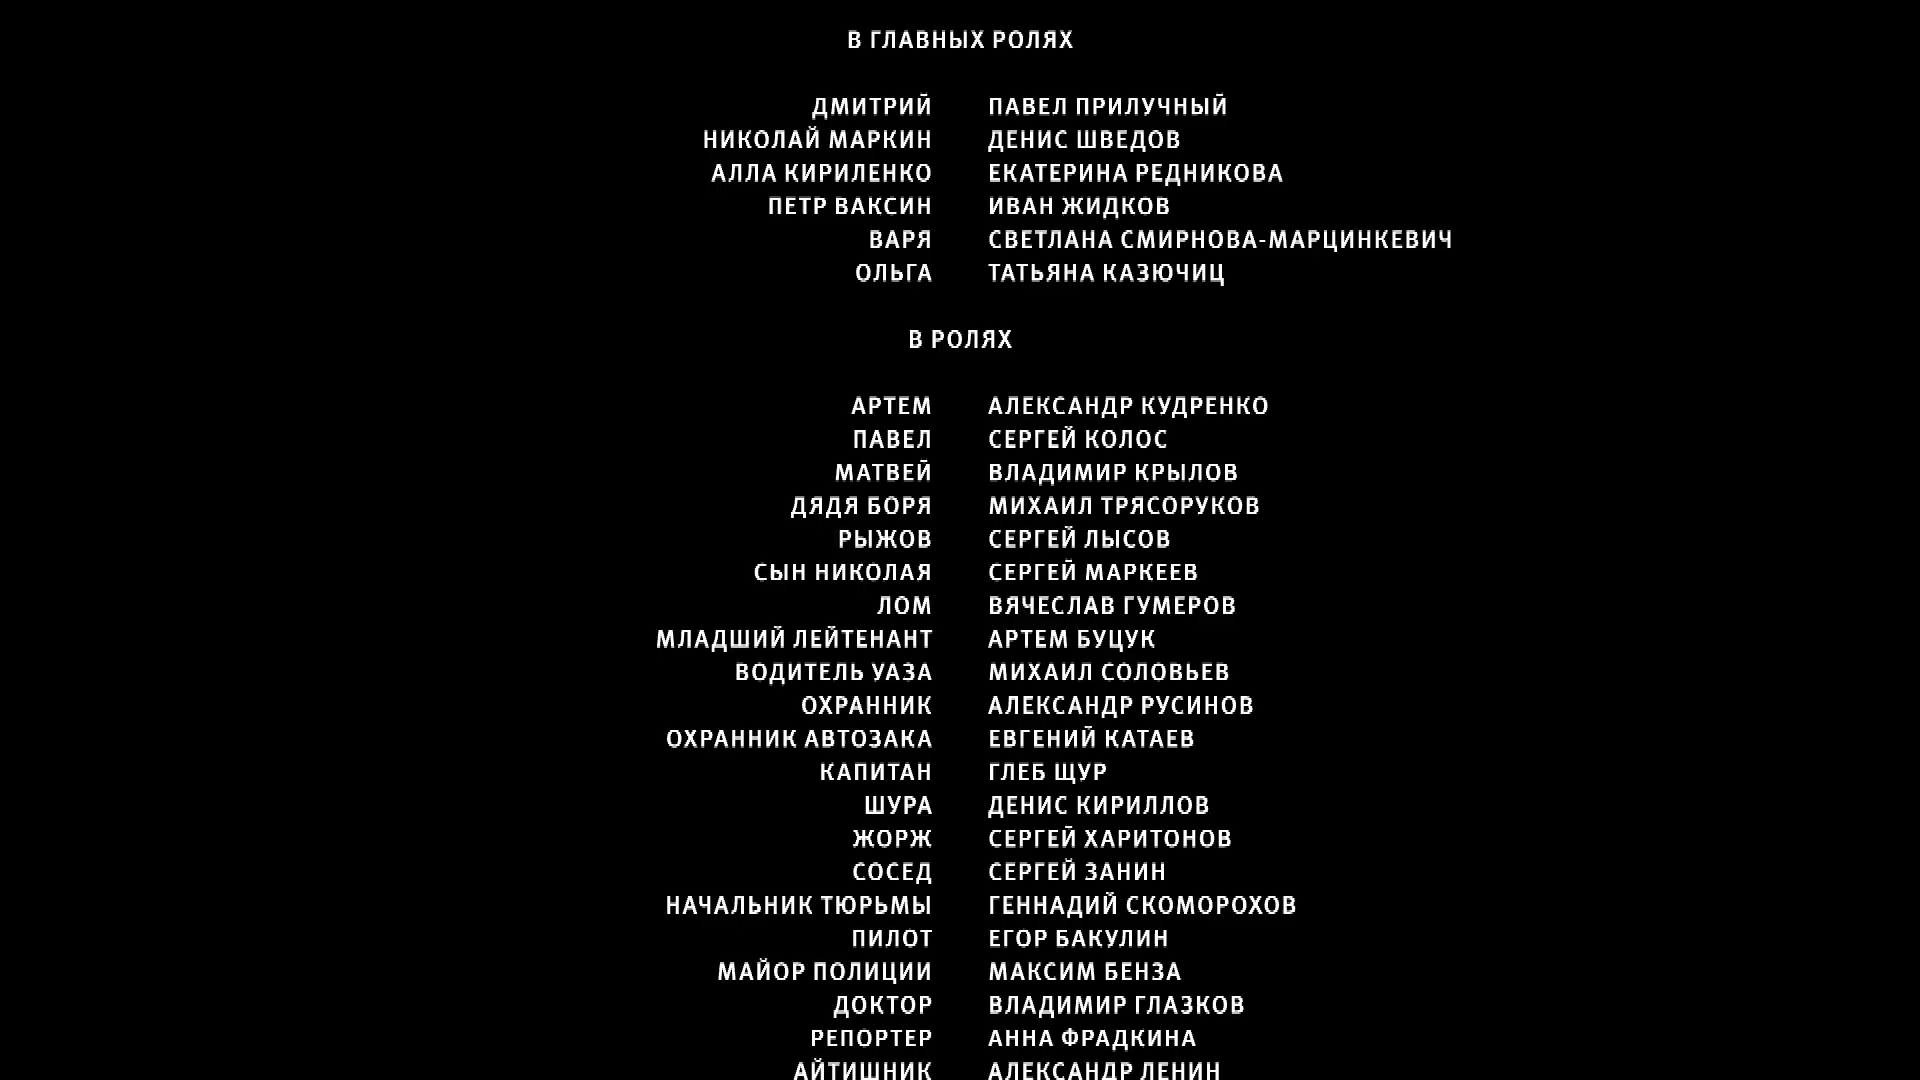 В ГЛАВНЫХ РОЛЯХ
ДМИТРИЙ ПАВЕЛ ПРИЛУЧНЫЙ
НИКОЛАЙ МАРКИН ДЕНИС ШВЕДОВ
АЛЛА КИРИЛЕНКО ЕКАТЕРИНА РЕДНИКОВА
ПЕТР ВАКСИН ИВАН ЖИДКОВ
ВАРЯ СВЕТЛАНА СМИРНОВА-МАРЦИНКЕВИЧ
ОЛЬГА ТАТЬЯНА КАЗЮЧИЦ
В РОЛЯХ
АРТЕМ АЛЕКСАНДР КУДРЕНКО
ПАВЕЛ СЕРГЕЙ КОЛОС
МАТВЕЙ ВЛАДИМИР КРЫЛОВ
ДЯДЯ БОРЯ МИХАИЛ ТРЯСОРУКОВ
РЫЖОВ СЕРГЕЙ ЛЫСОВ
СЫН НИКОЛАЯ СЕРГЕЙ МАРКЕЕВ
ЛОМ ВЯЧЕСЛАВ ГУМЕРОВ
МЛАДШИЙ ЛЕЙТЕНАНТ АРТЕМ БУЦУК
ВОДИТЕЛЬ УАЗА МИХАИЛ СОЛОВЬЕВ
ОХРАННИК АЛЕКСАНДР РУСИНОВ
ОХРАННИК АВТОЗАКА ЕВГЕНИЙ КАТАЕВ
КАПИТАН ГЛЕБ ЩУР
ШУРА ДЕНИС КИРИЛЛОВ
ЖОРЖ СЕРГЕЙ ХАРИТОНОВ
СОСЕД СЕРГЕЙ ЗАНИН
НАЧАЛЬНИК ТЮРЬМЫ ГЕННАДИЙ СКОМОРОХОВ
ПИЛОТ ЕГОР БАКУЛИН
МАЙОР ПОЛИЦИИ МАКСИМ БЕНЗА
ДОКТОР ВЛАДИМИР ГЛАЗКОВ
РЕПОРТЕР АННА ФРАДКИНА
АЙТИШНИК АЛЕКСАНДР ЛЕНИН